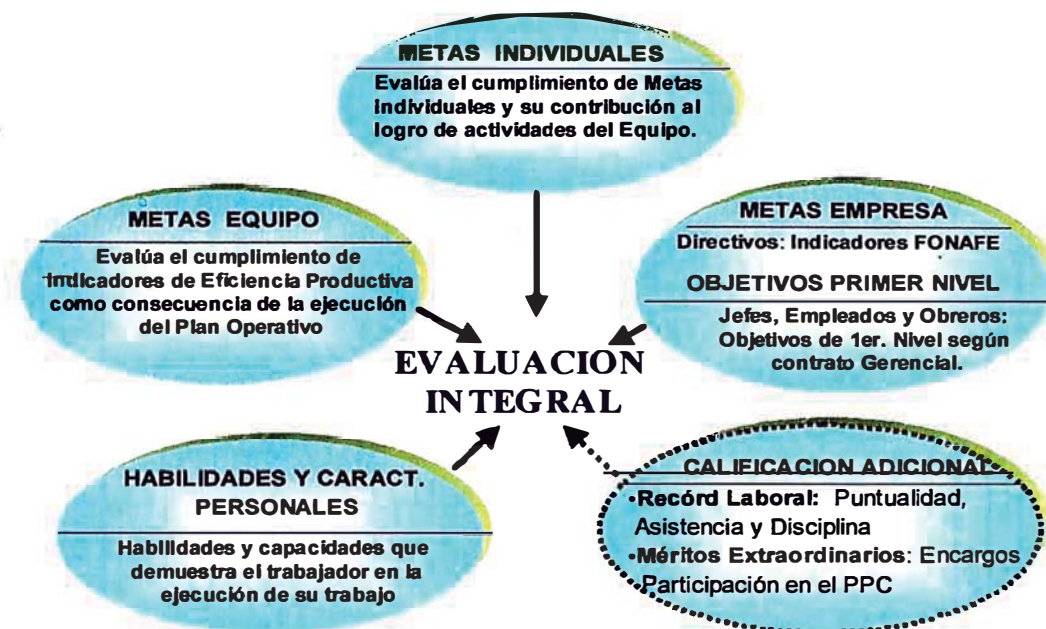 METAS INDIVIDUALES
Evalúa el cumplimiento de Metas
individuales y su contribución al
logro de actividades del Equipo.
METAS EQUIPO
Evalúa el cumplimiento de
Indicadores de Eficiencia Productiva
como consecuencia de la ejecución
del Plan Operativo
METAS EMPRESA
Directivos: Indicadores FONAFE
OBJETIVOS PRIMER NIVEL
Jefes, Empleados y Obreros:
Objetivos de 1er. Nivel según
contrato Gerencial.
EVALUACION
INTEGRAL
HABILIDADES Y CARACT.
PERSONALES
Habilidades y capacidades que
demuestra el trabajador en la
ejecución de su trabajo
CALIFICACION ADICIONAL
•Recórd Laboral: Puntualidad,
Asistencia y Disciplina
•Méritos Extraordinarios: Encargos
Participación en el PPC